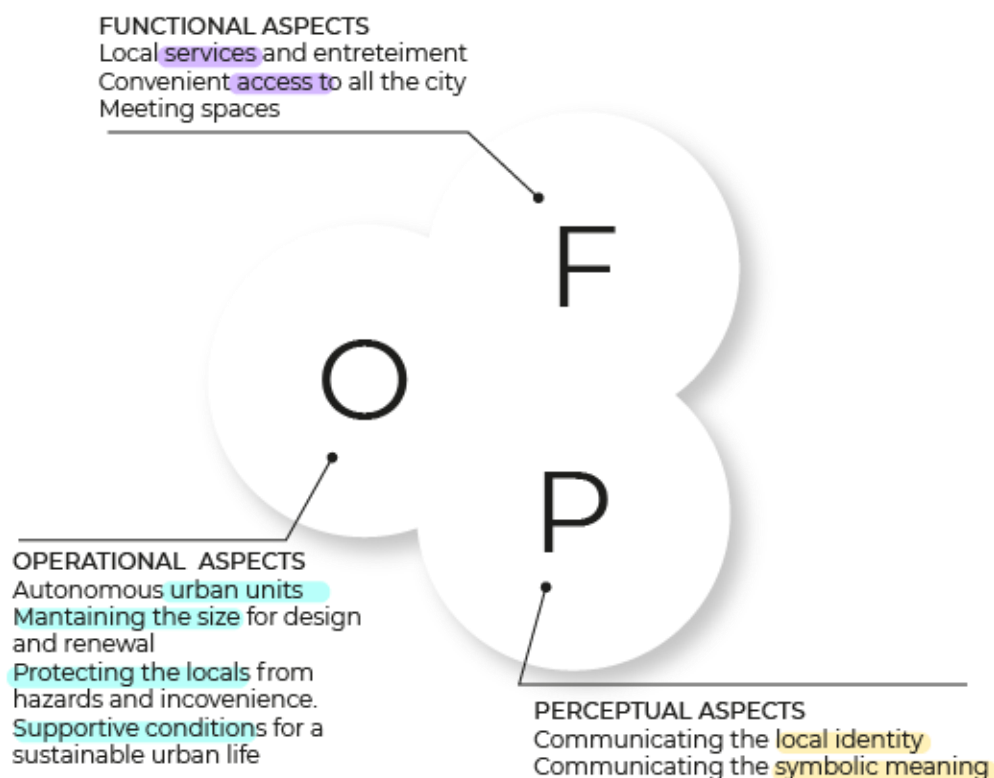 FUNCTIONAL ASPECTS
Local services and entreteiment
Convenient access to all the city
Meeting spaces
F
O
P
OPERATIONAL ASPECTS
Autonomous urban units
Mantaining the size for design
and renewal
Protecting the locals from
hazards and incovenience.
Supportive conditions for a
sustainable urban life
PERCEPTUAL ASPECTS
Communicating the local identity
Communicating the symbolic meaning